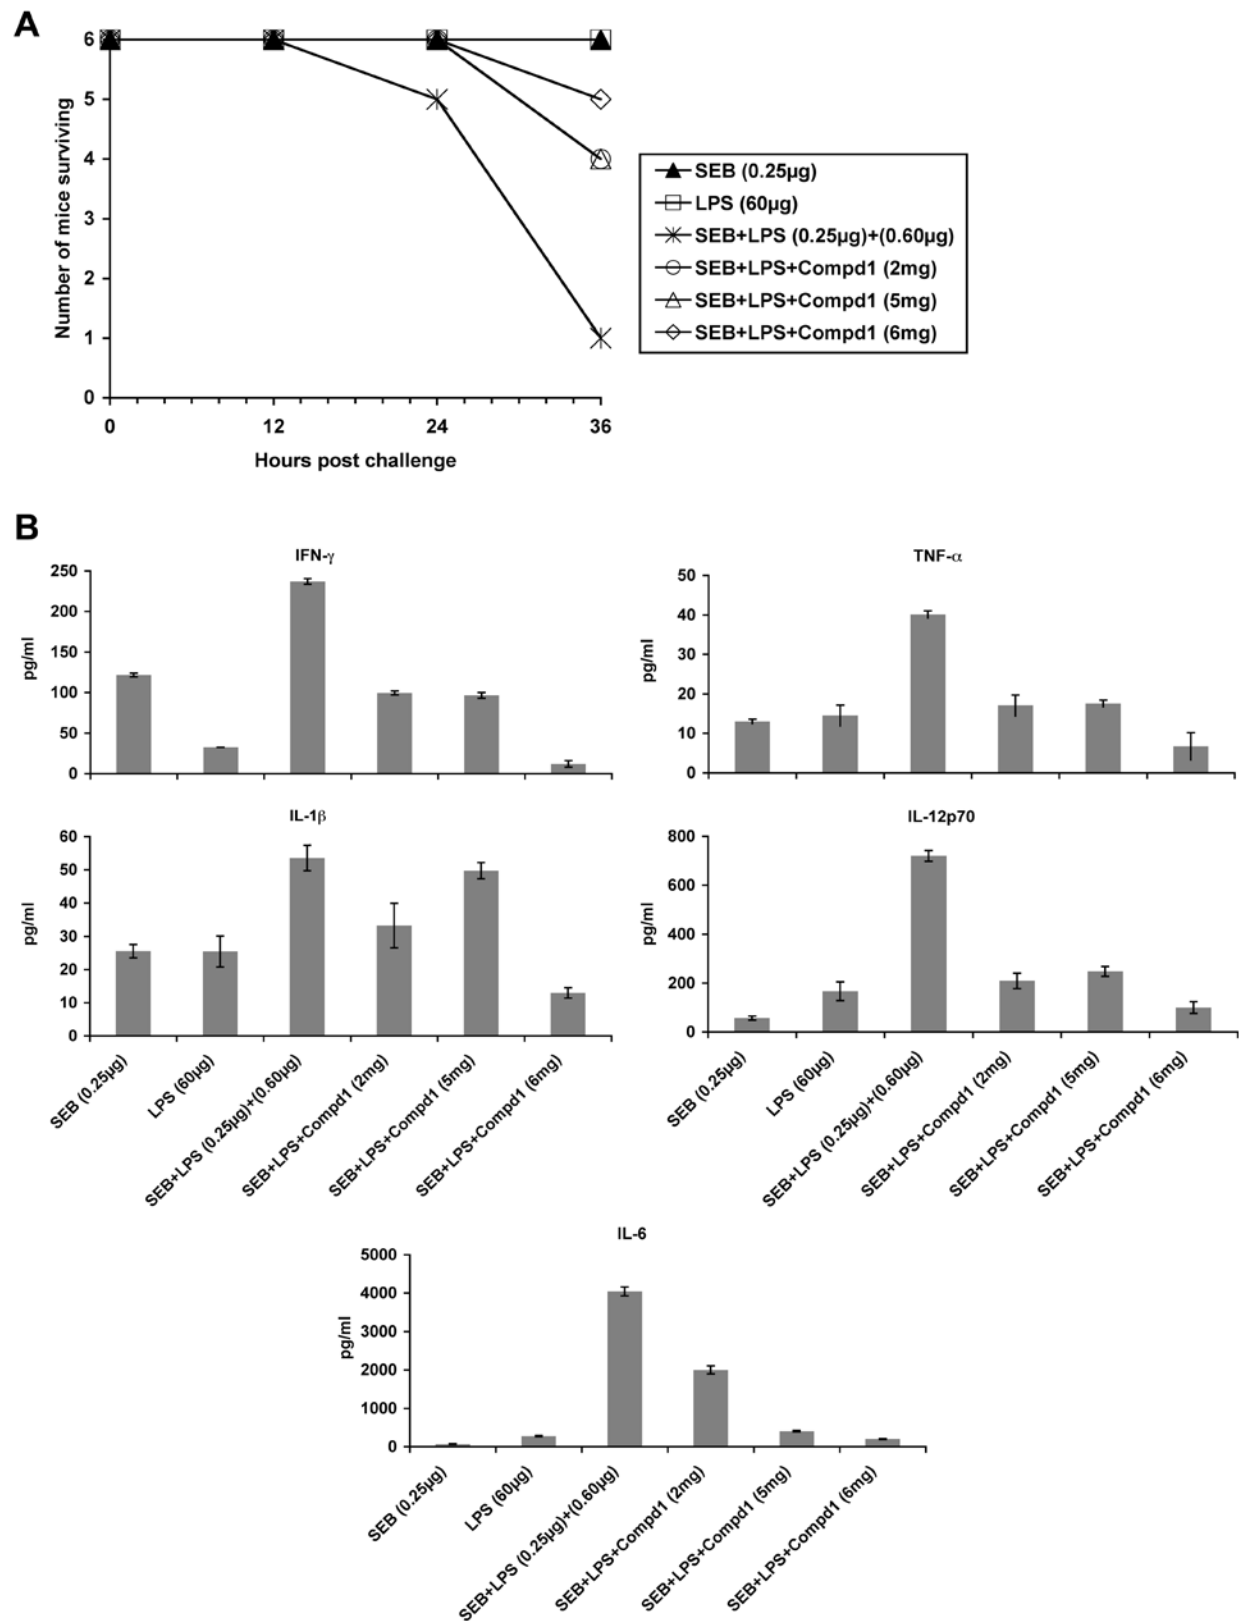 A
6
5
4
3
2
1
0
Number of mice surviving
0 12 24 36
Hours post challenge
SEB (0.25µg)
LPS (60µg)
SEB+LPS (0.25µg)+(0.60µg)
SEB+LPS+Compd1 (2mg)
SEB+LPS+Compd1 (5mg)
SEB+LPS+Compd1 (6mg)
B
IFN-γ
250
200
150
100
50
0
pg/ml
TNF-α
50
40
30
20
10
0
pg/ml
IL-1β
60
50
40
30
20
10
0
pg/ml
SEB (0.25µg)
LPS (60µg)
SEB+LPS (0.25µg)+(0.60µg)
SEB+LPS+Compd1 (2mg)
SEB+LPS+Compd1 (5mg)
SEB+LPS+Compd1 (6mg)
IL-12p70
800
600
400
200
0
pg/ml
SEB (0.25µg)
LPS (60µg)
SEB+LPS (0.25µg)+(0.60µg)
SEB+LPS+Compd1 (2mg)
SEB+LPS+Compd1 (5mg)
SEB+LPS+Compd1 (6mg)
IL-6
5000
4000
3000
2000
1000
0
pg/ml
SEB (0.25µg)
LPS (60µg)
SEB+LPS (0.25µg)+(0.60µg)
SEB+LPS+Compd1 (2mg)
SEB+LPS+Compd1 (5mg)
SEB+LPS+Compd1 (6mg)